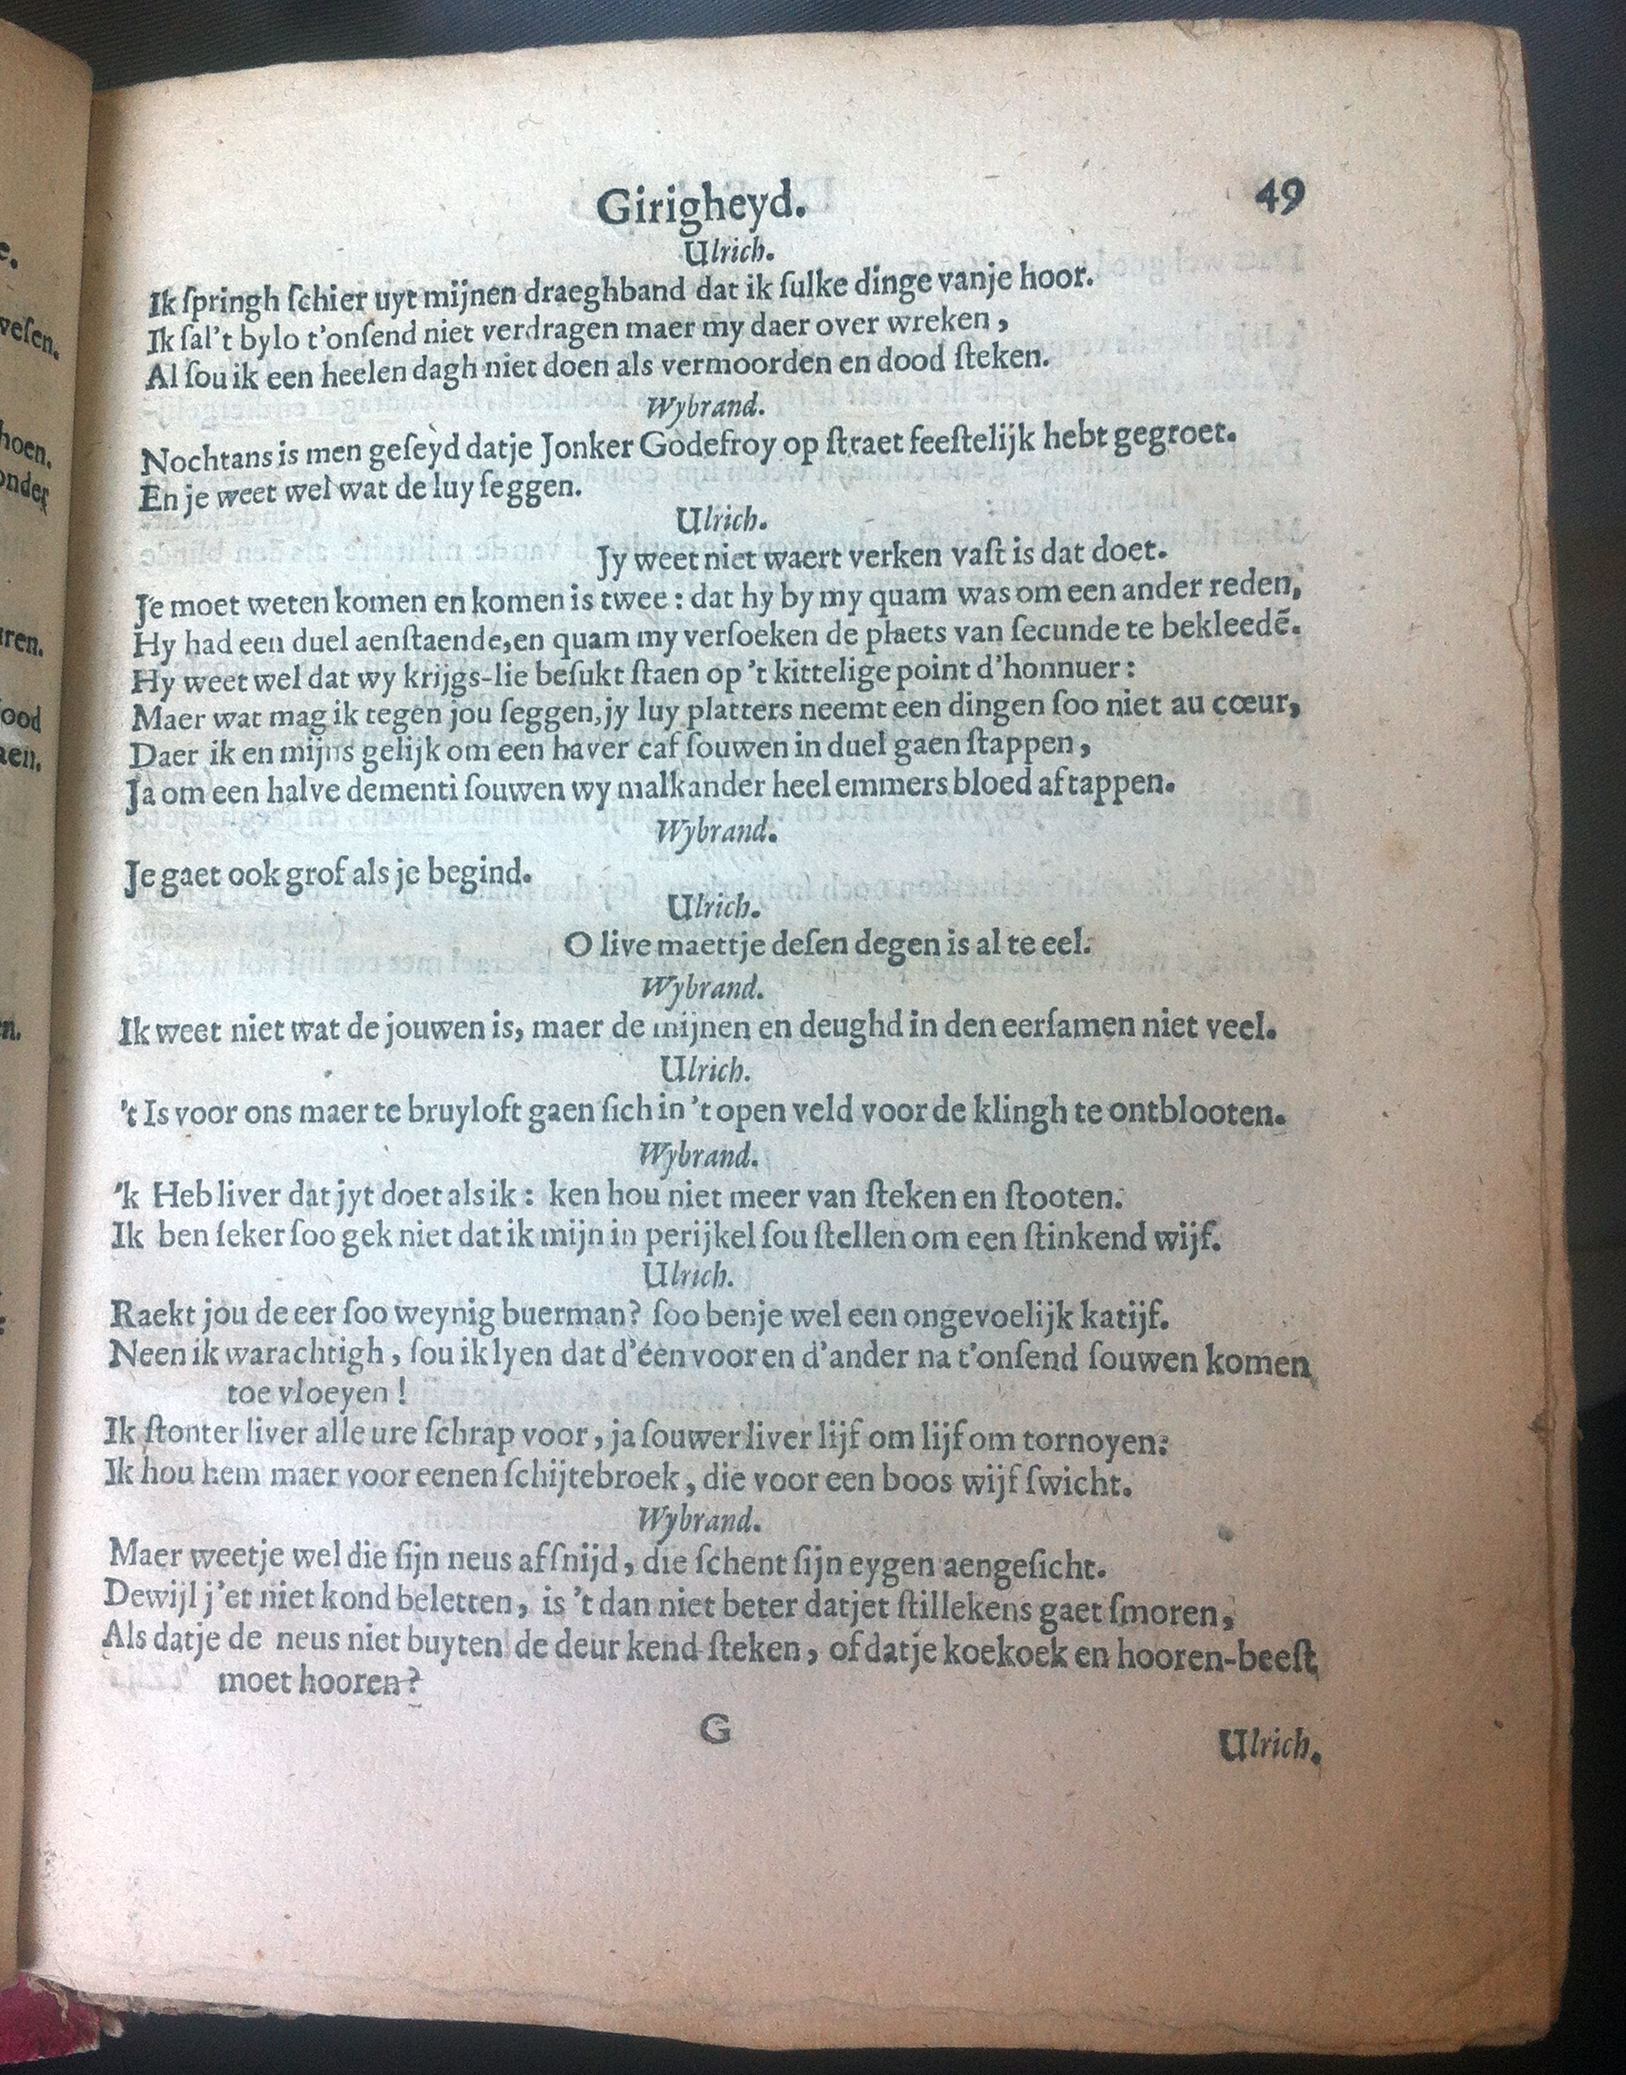 Girigheyd. 49
Ulrich.
Ik ſpringh ſchier uyt mijnen draeghband dat ik ſulke dinge vanje hoor.
Ik ſal't bylo t'onſend niet verdragen maer my daer over wreken,
Al ſou ik een heelen dagh niet doen als vermoorden en dood ſteken.
Wybrand.
Nochtans is men geſeyd datje Jonker Godefroy op ſtraet feeſtelijk hebt gegroet.
En je weet wel wat de luy ſeggen.
Ulrich.
Jy weet niet waert verken vaſt is dat doet.
Je moet weten komen en komen is twee: dat hy by my quam was om een ander reden,
Hy had een duel aenſtaende, en quam my verſoeken de plaets van ſecunde te bekleedē.
Hy weet wel dat wy krijgs-lie beſukt ſtaen op 't kittelige point d'honnuer:
Maer wat mag ik tegen jou ſeggen, jy luy platters neemt een dingen ſoo niet au cœur,
Daer ik en mijns gelijk om een haver caf ſouwen in duel gaen ſtappen,
Ja om een halve dementi ſouwen wy malkander heel emmers bloed aftappen.
Wybrand.
Je gaet ook grof als je begind.
Ulrich.
O live maettje deſen degen is al te eel.
Wybrand.
Ik weet niet wat de jouwen is, maer de mijnen en deughd in den eerſamen niet veel.
Ulrich.
't Is voor ons maer te bruyloft gaen ſich in 't open veld voor de klingh te ontblooten.
Wybrand.
'k Heb liver dat jyt doet als ik: ken hou niet meer van ſteken en ſtooten.
Ik ben ſeker ſoo gek niet dat ik mijn in perijkel ſou ſtellen om een ſtinkend wijf.
Ulrich.
Raekt jou de eer ſoo weynig buerman? ſoo benje wel een ongevoelijk katijf.
Neen ik warachtigh, ſou ik lyen dat d'één voor en d'ander na t'onſend ſouwen komen
toe vloeyen!
Ik ſtonter liver alle ure ſchrap voor, ja ſouwer liver lijf om lijf om tornoyen:
Ik hou hem maer voor eenen ſchijtebroek, die voor een boos wijf ſwicht.
Wybrand.
Maer weetje wel die ſijn neus afſnijd, die ſchent ſijn eygen aengeſicht.
Dewijl j'et niet kond beletten, is 't dan niet beter datjet ſtillekens gaet ſmoren,
Als datje de neus niet buyten de deur kend ſteken, of datje koekoek en hooren-beeſt
moet hooren?
G
Ulrich.